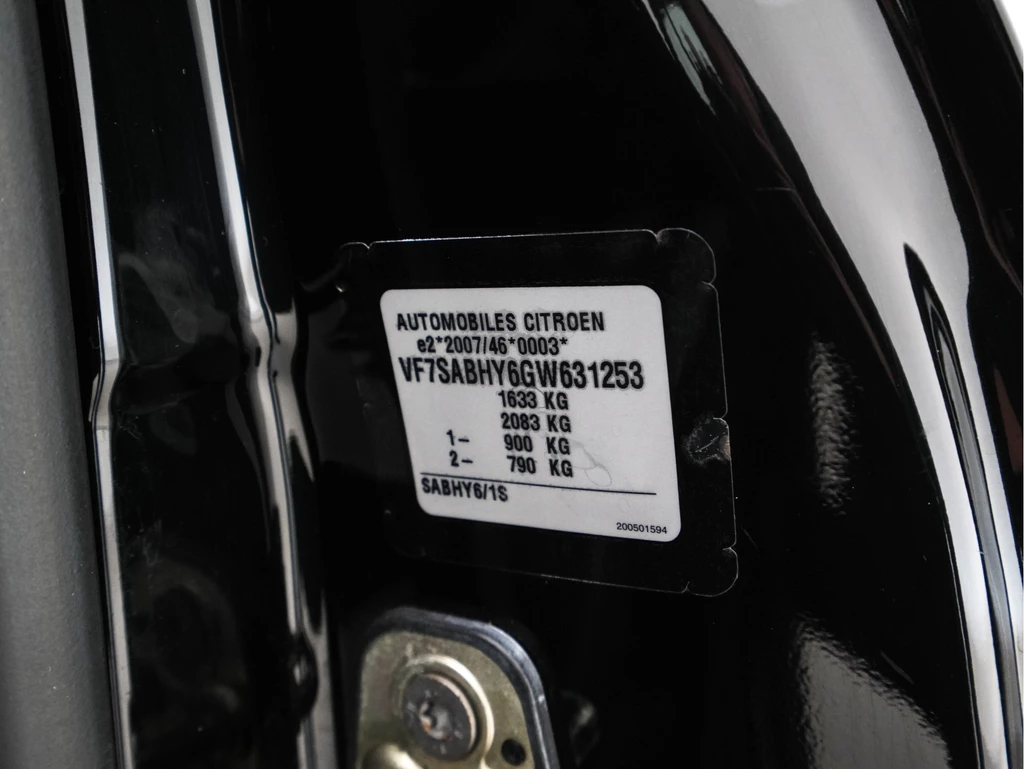 AUTOMOBILES CITROEN
e2*2007/46*0003*
VF7SABHY6GW631253
1633 KG
2083 KG
1- 900 KG
2- 790 KG
SABHY6/1S
200501594